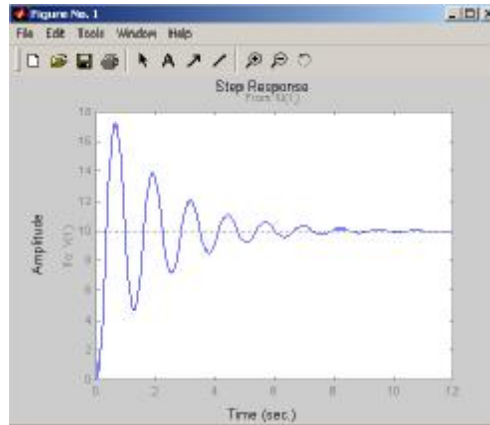 Figure No. 1
File Edit Tools Window Help
Step Response
From: U(1)
Amplitude
To: Y(1)
18
16
14
12
10
8
6
4
2
0
0 2 4 6 8 10 12
Time (sec.)